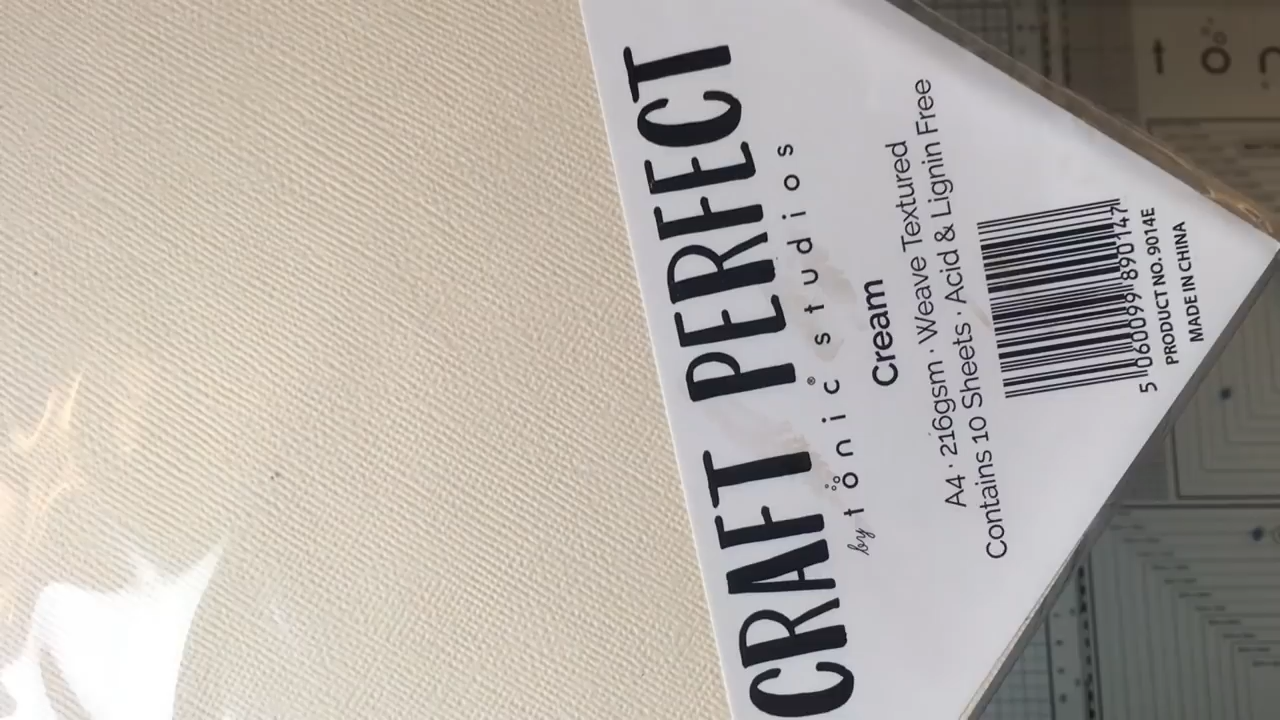 CRAFT PERFECT
by tonic studios
Cream
A4 · 216gsm · Weave Textured
Contains 10 Sheets · Acid & Lignin Free
5 060099 890147
PRODUCT NO. 9014E
MADE IN CHINA